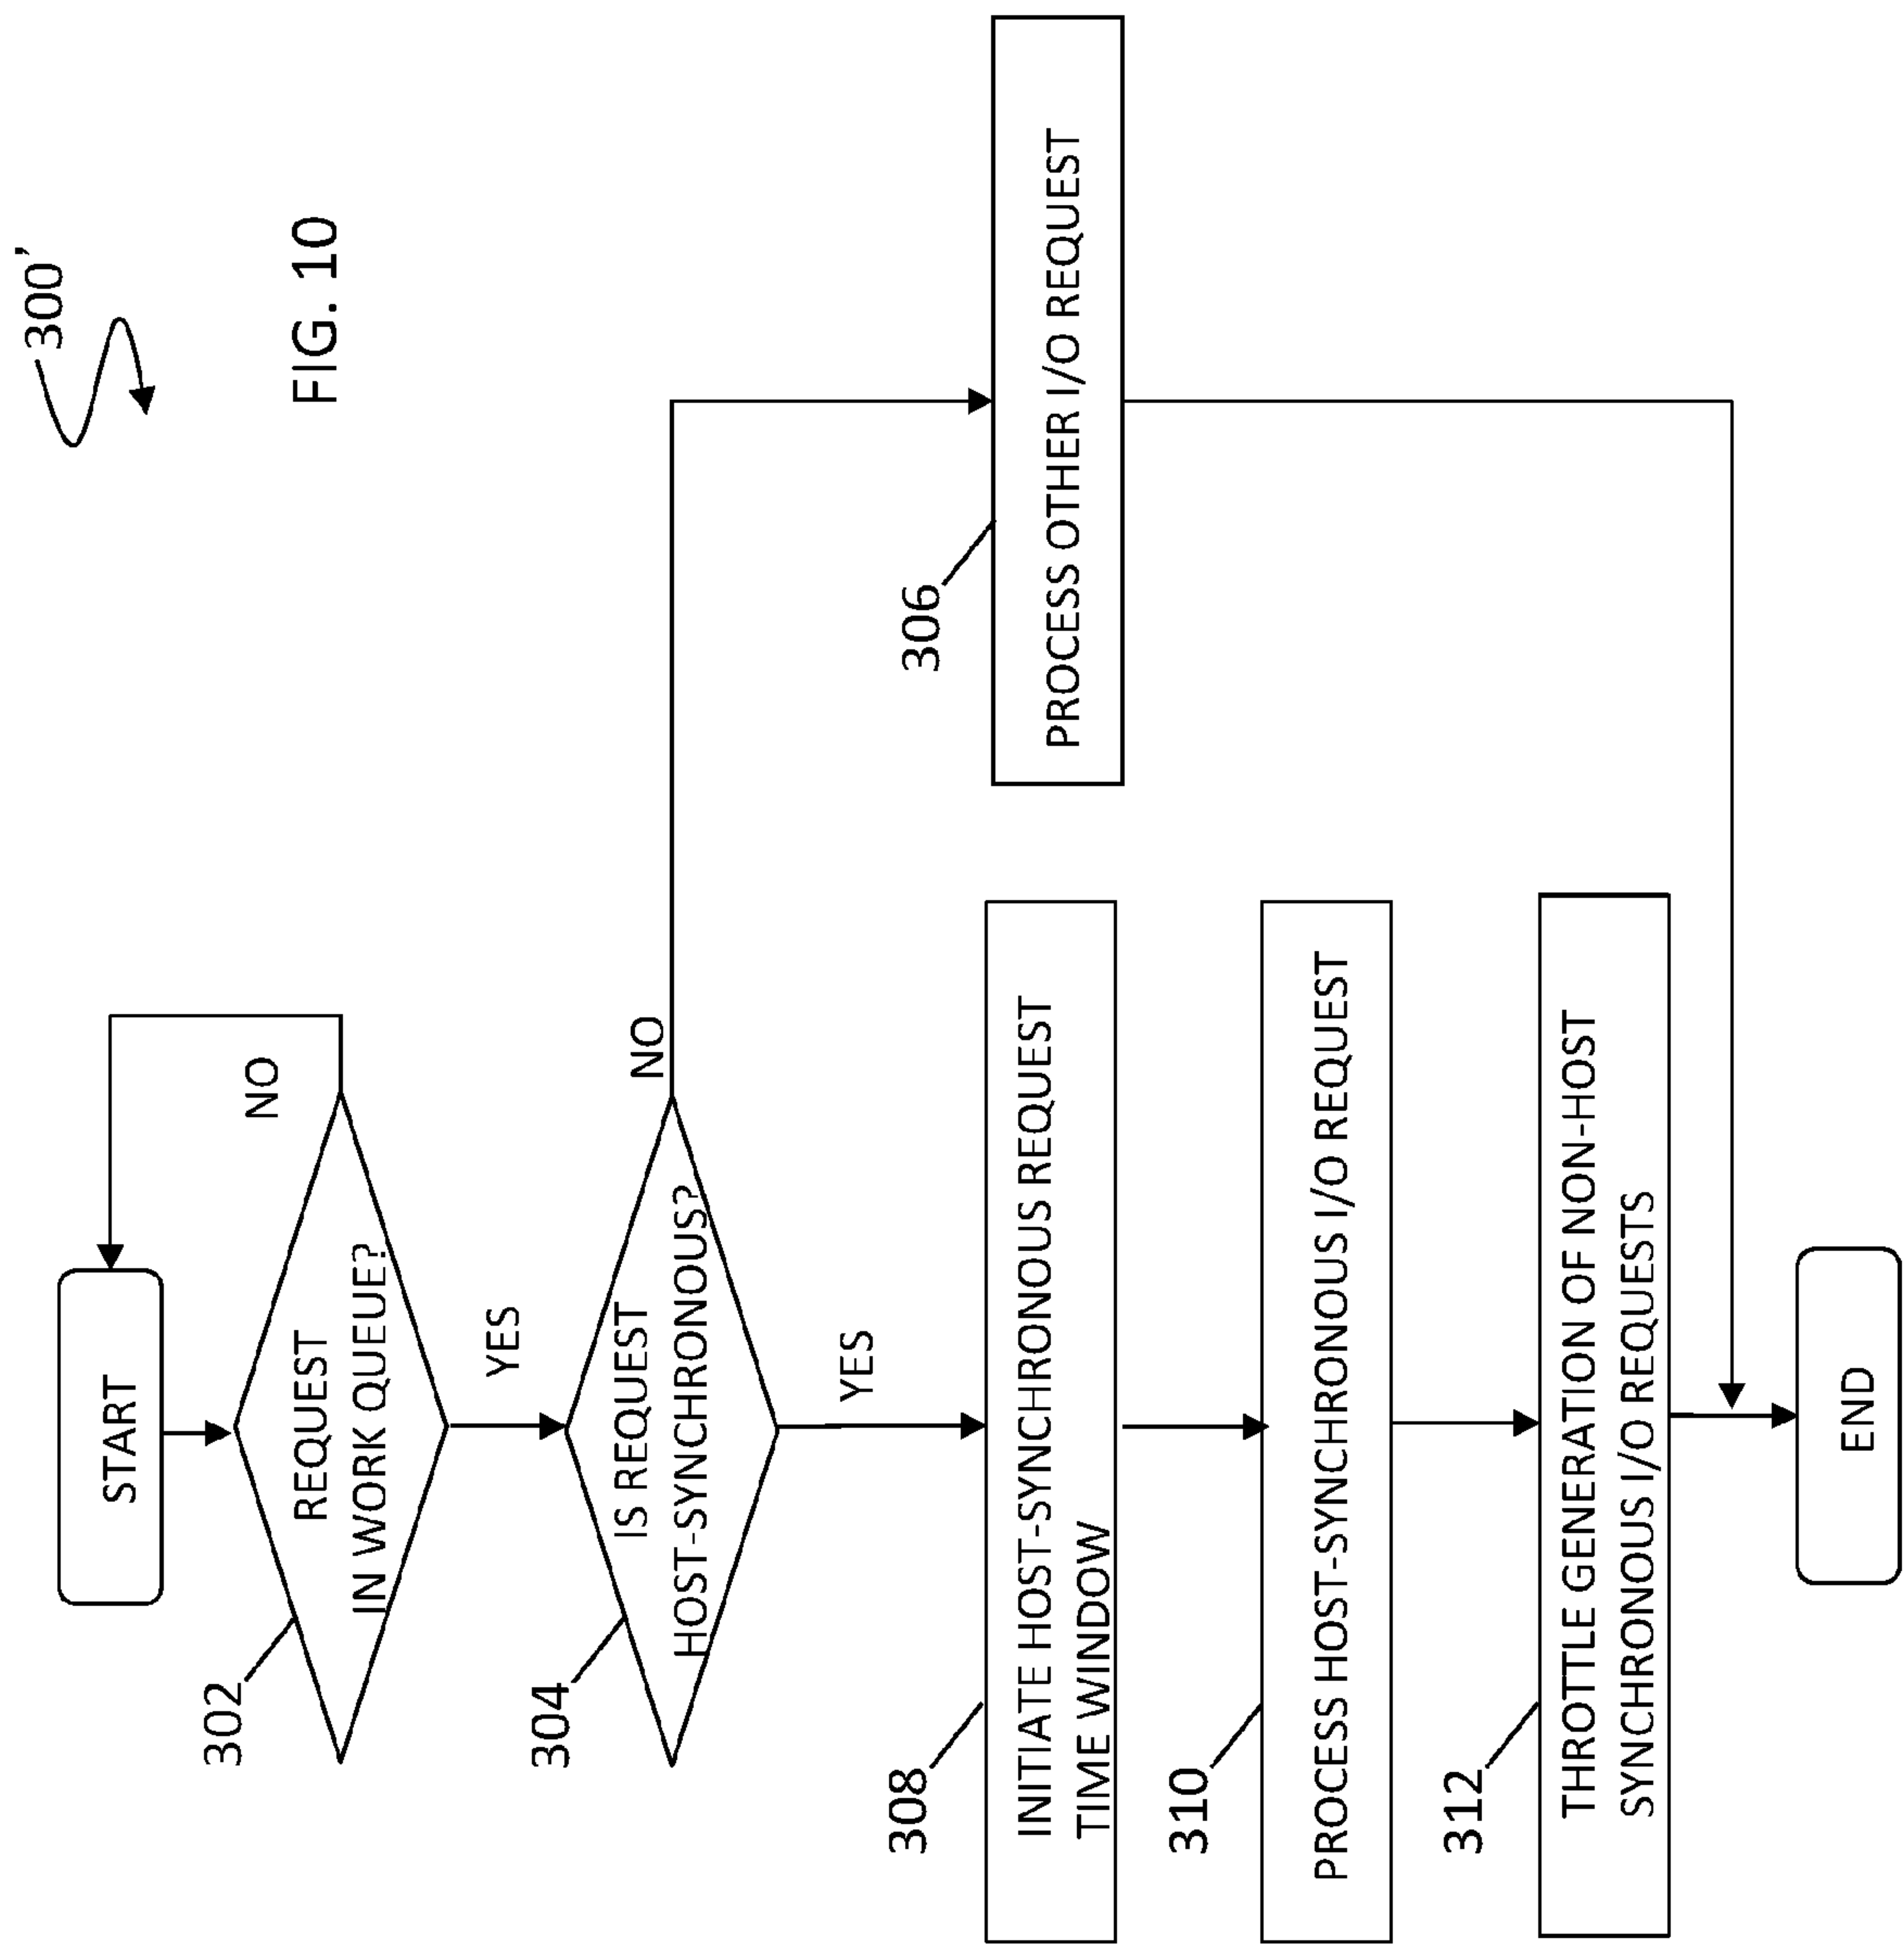 300'
FIG. 10
START
302
REQUEST
IN WORK QUEUE?
NO
YES
304
IS REQUEST
HOST-SYNCHRONOUS?
NO
YES
306
PROCESS OTHER I/O REQUEST
308
INITIATE HOST-SYNCHRONOUS REQUEST
TIME WINDOW
310
PROCESS HOST-SYNCHRONOUS I/O REQUEST
312
THROTTLE GENERATION OF NON-HOST
SYNCHRONOUS I/O REQUESTS
END